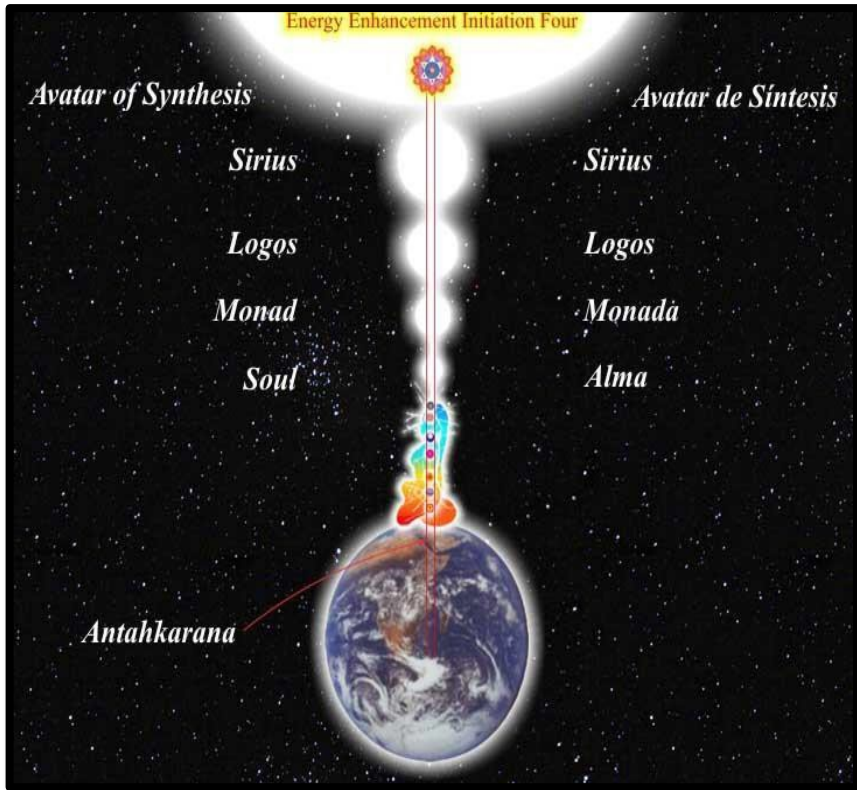 Energy Enhancement Initiation Four
Avatar of Synthesis
Avatar de Síntesis
Sirius
Sirius
Logos
Logos
Monad
Monada
Soul
Alma
Antahkarana